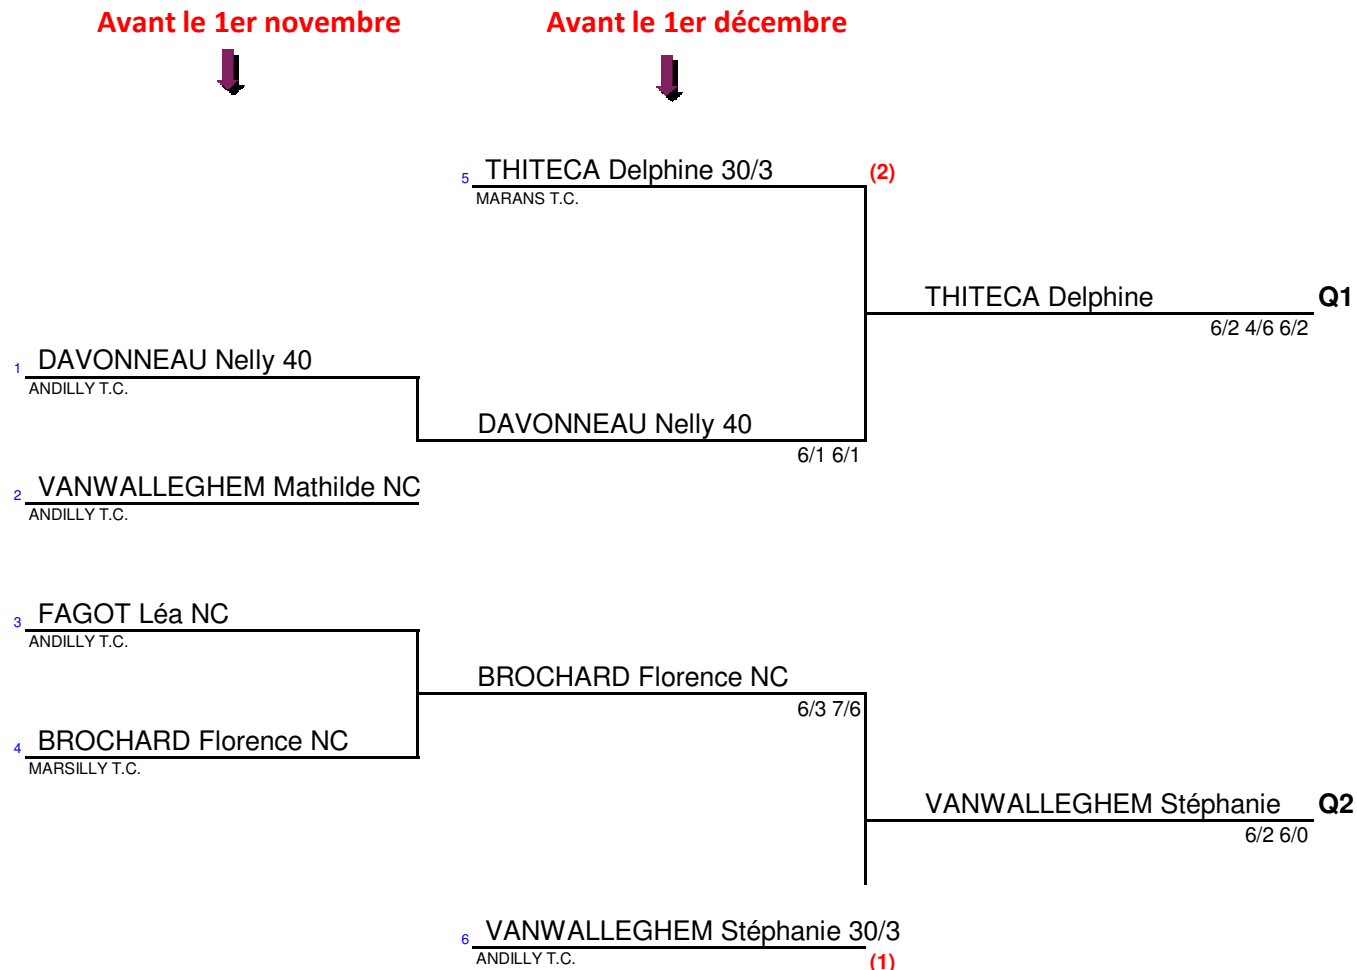 Avant le 1er novembre
Avant le 1er décembre
5 THITECA Delphine 30/3 (2)
MARANS T.C.
THITECA Delphine Q1
6/2 4/6 6/2
1 DAVONNEAU Nelly 40
ANDILLY T.C.
DAVONNEAU Nelly 40
6/1 6/1
2 VANWALLEGHEM Mathilde NC
ANDILLY T.C.
3 FAGOT Léa NC
ANDILLY T.C.
BROCHARD Florence NC
6/3 7/6
4 BROCHARD Florence NC
MARSILLY T.C.
VANWALLEGHEM Stéphanie Q2
6/2 6/0
6 VANWALLEGHEM Stéphanie 30/3
ANDILLY T.C.
(1)